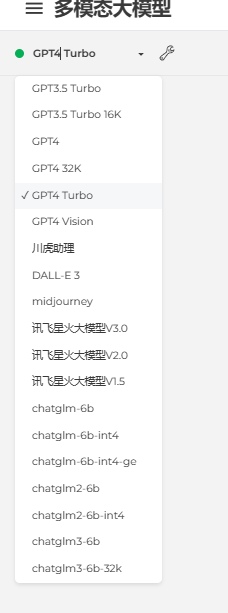 多模态大模型
GPT4 Turbo
GPT3.5 Turbo
GPT3.5 Turbo 16K
GPT4
GPT4 32K
✓ GPT4 Turbo
GPT4 Vision
川虎助理
DALL-E 3
midjourney
讯飞星火大模型V3.0
讯飞星火大模型V2.0
讯飞星火大模型V1.5
chatglm-6b
chatglm-6b-int4
chatglm-6b-int4-ge
chatglm2-6b
chatglm2-6b-int4
chatglm3-6b
chatglm3-6b-32k